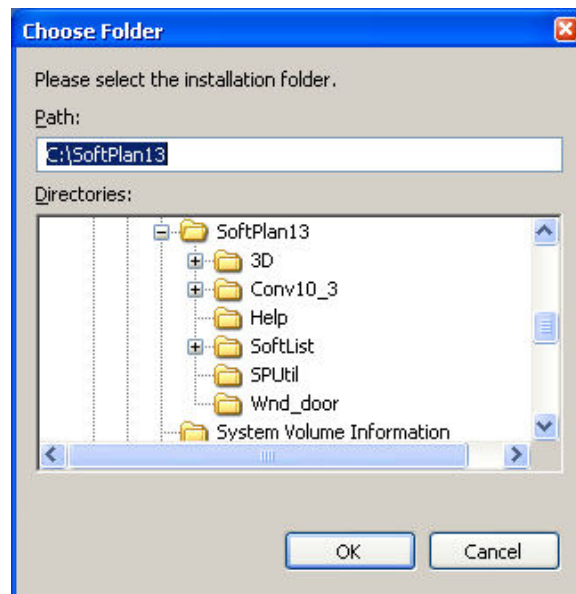 Choose Folder
Please select the installation folder.
Path:
C:\SoftPlan13
Directories:
SoftPlan13
3D
Conv10_3
Help
SoftList
SPUtil
Wnd_door
System Volume Information
OK
Cancel